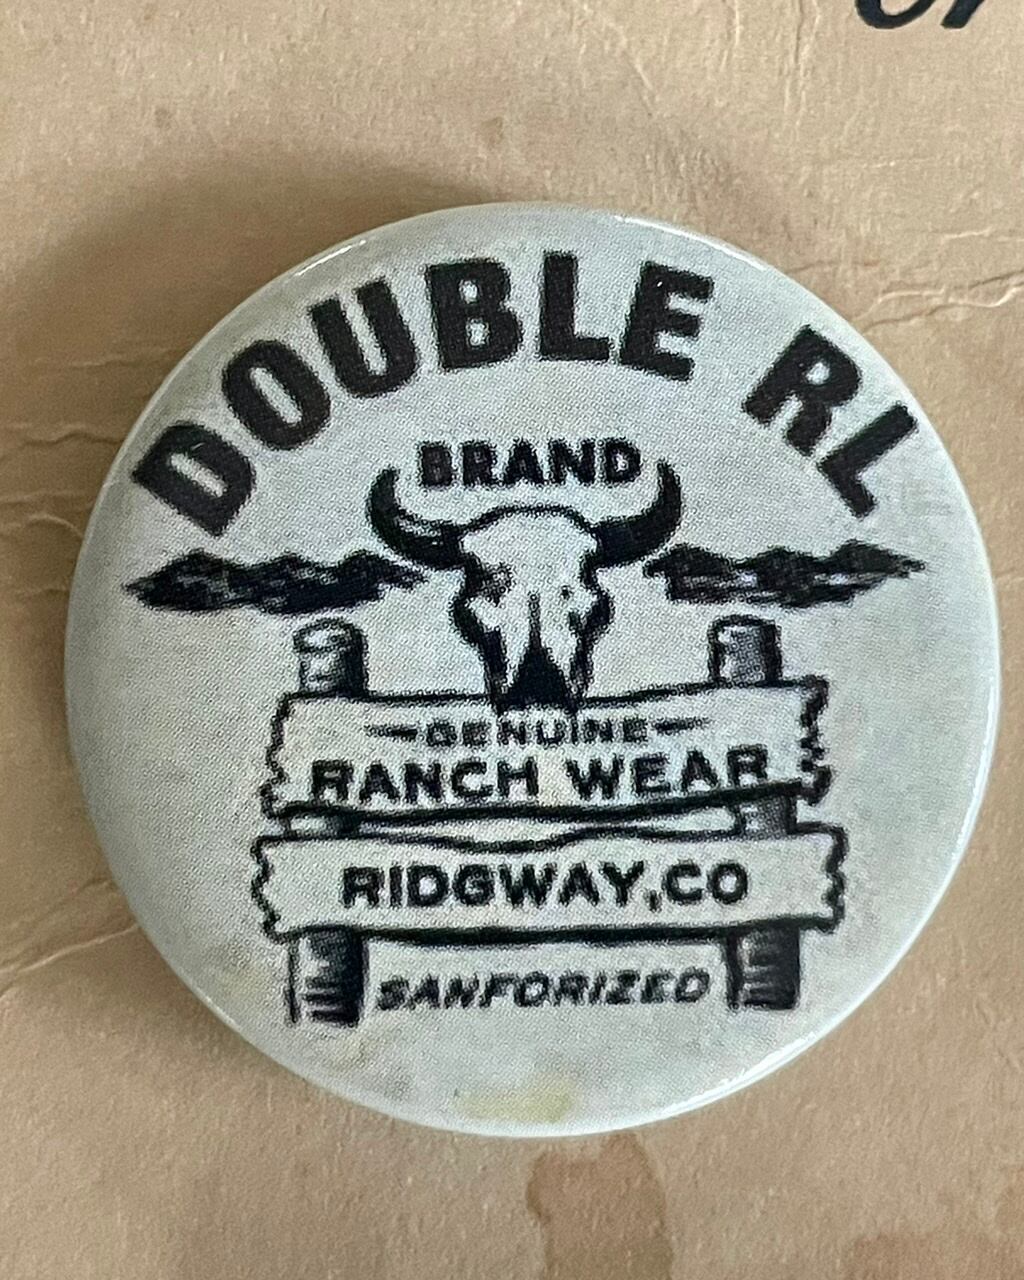 DOUBLE RL
BRAND
GENUINE
RANCH WEAR
RIDGWAY, CO
SANFORIZED